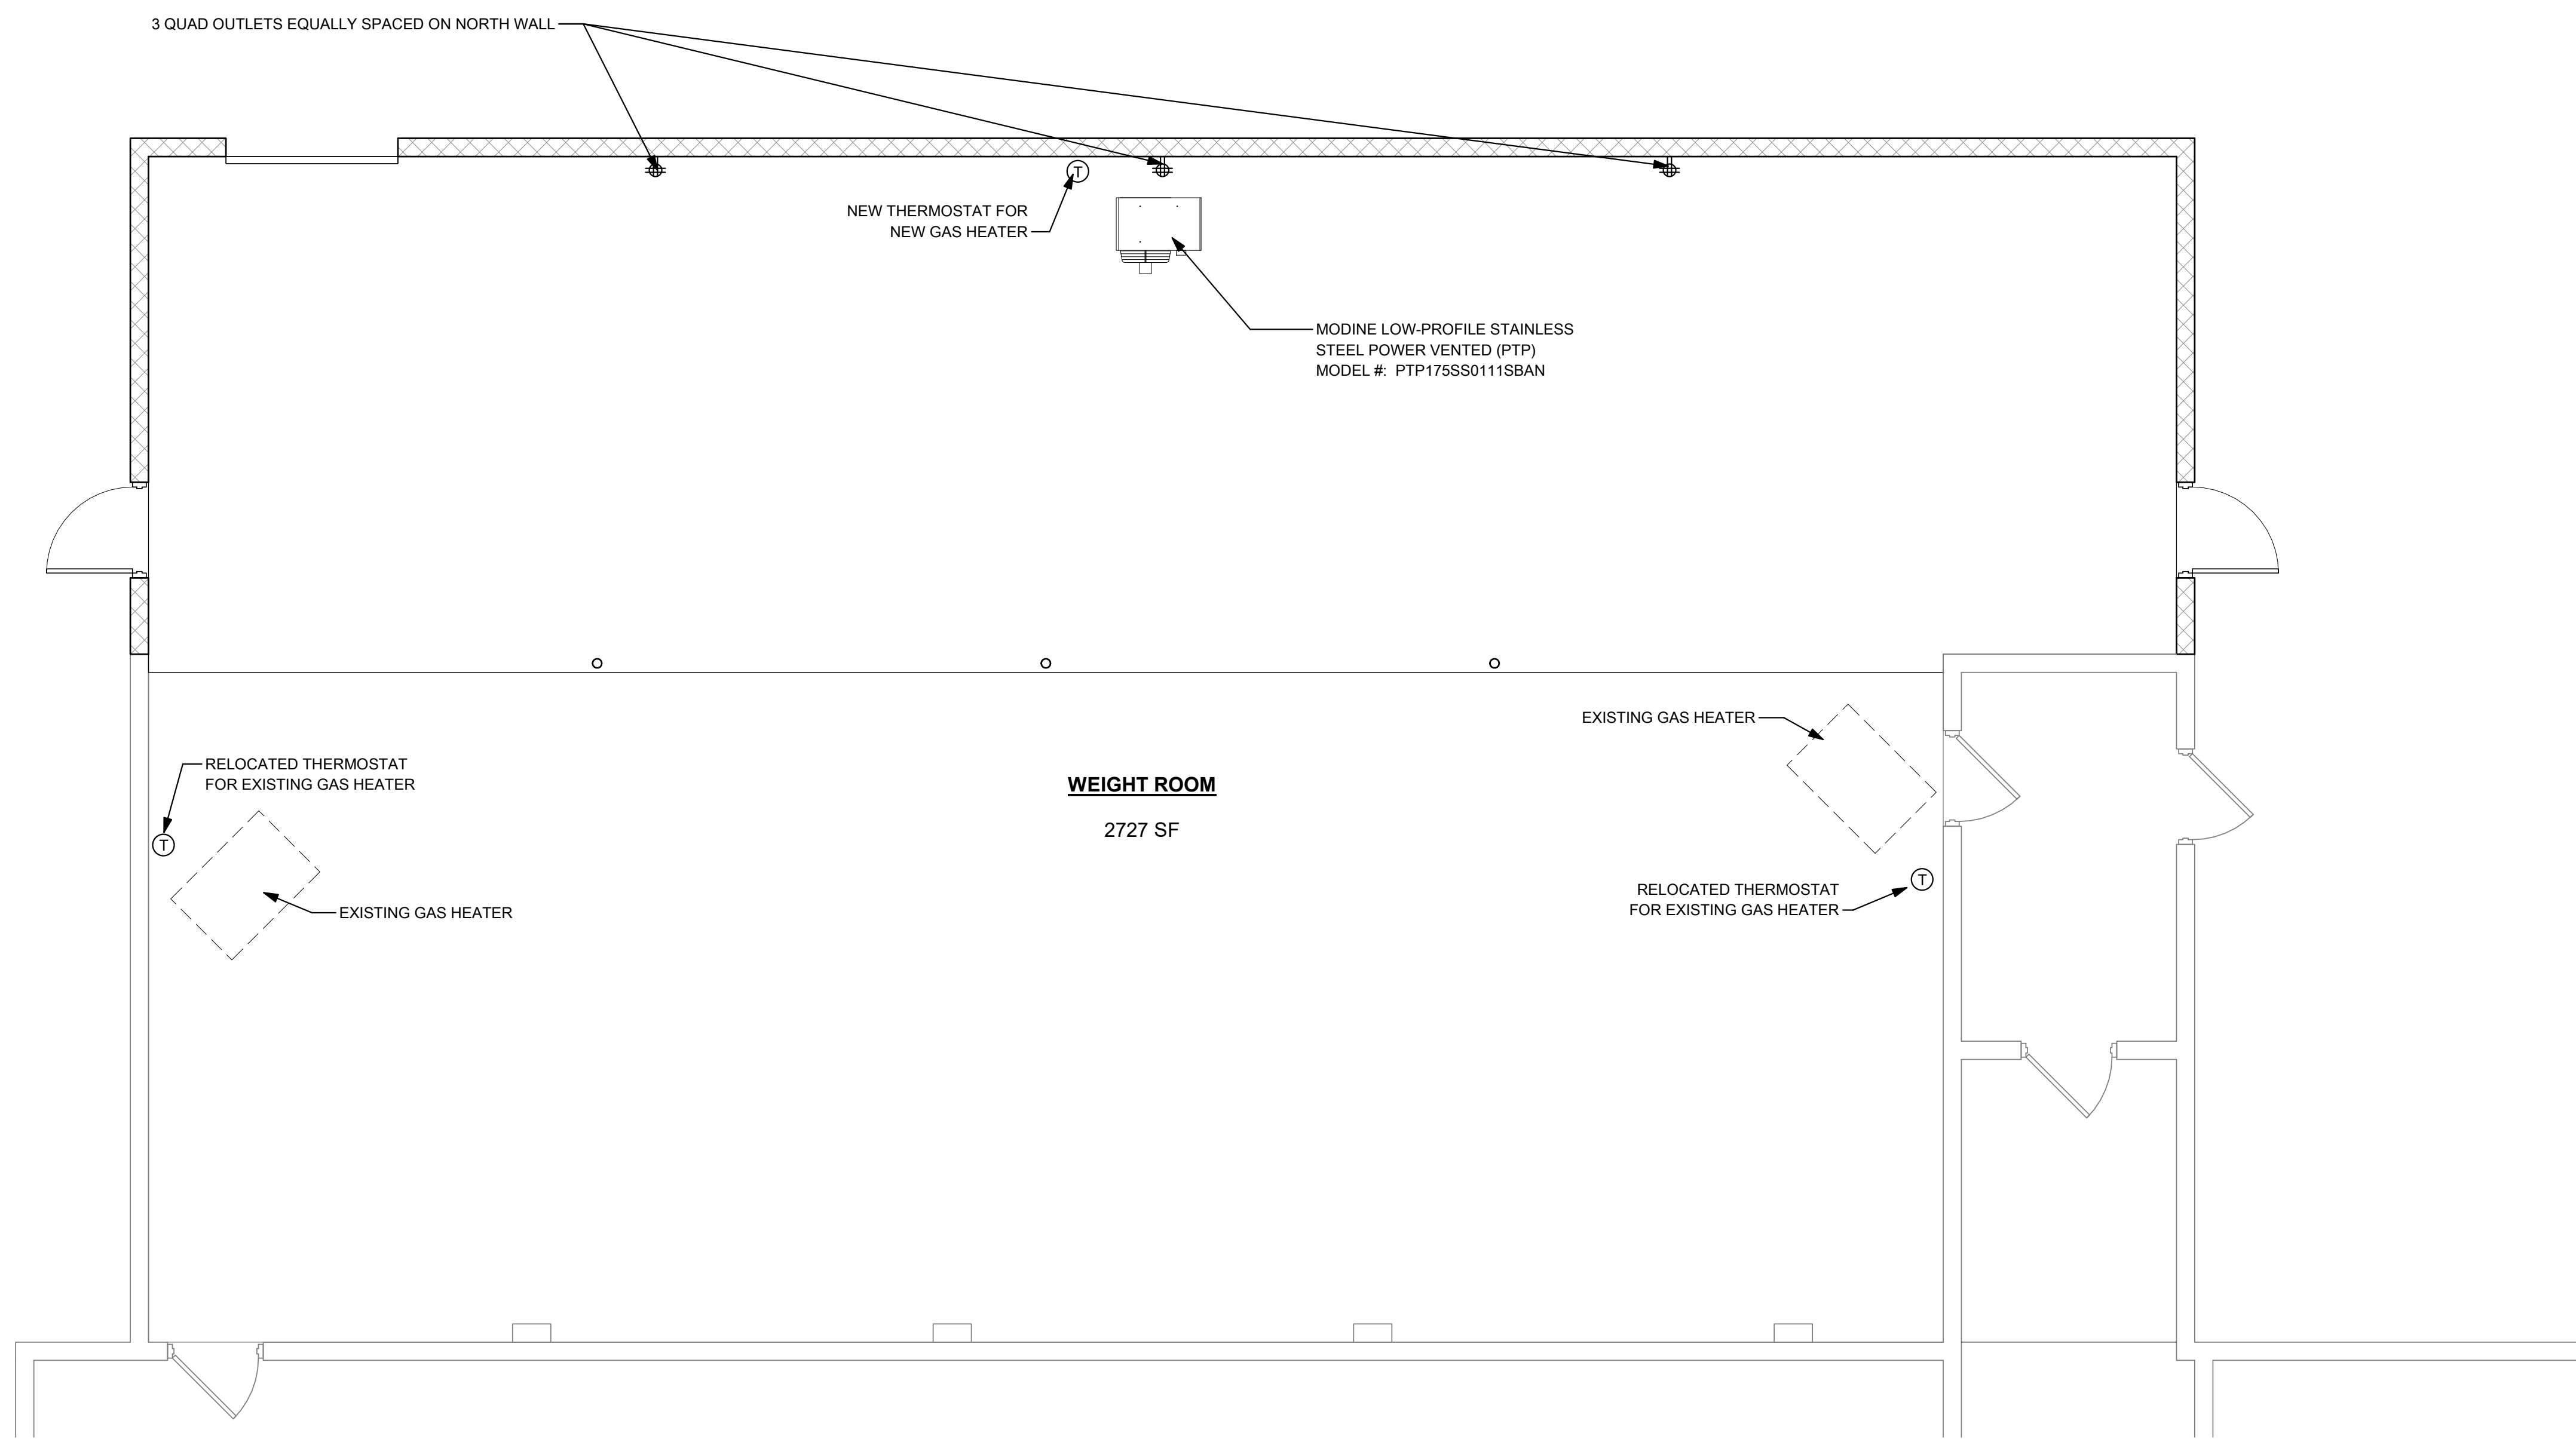 3 QUAD OUTLETS EQUALLY SPACED ON NORTH WALL
T
NEW THERMOSTAT FOR
NEW GAS HEATER
MODINE LOW-PROFILE STAINLESS
STEEL POWER VENTED (PTP)
MODEL #: PTP175SS0111SBAN
EXISTING GAS HEATER
RELOCATED THERMOSTAT
FOR EXISTING GAS HEATER
T
EXISTING GAS HEATER
WEIGHT ROOM
2727 SF
T
RELOCATED THERMOSTAT
FOR EXISTING GAS HEATER